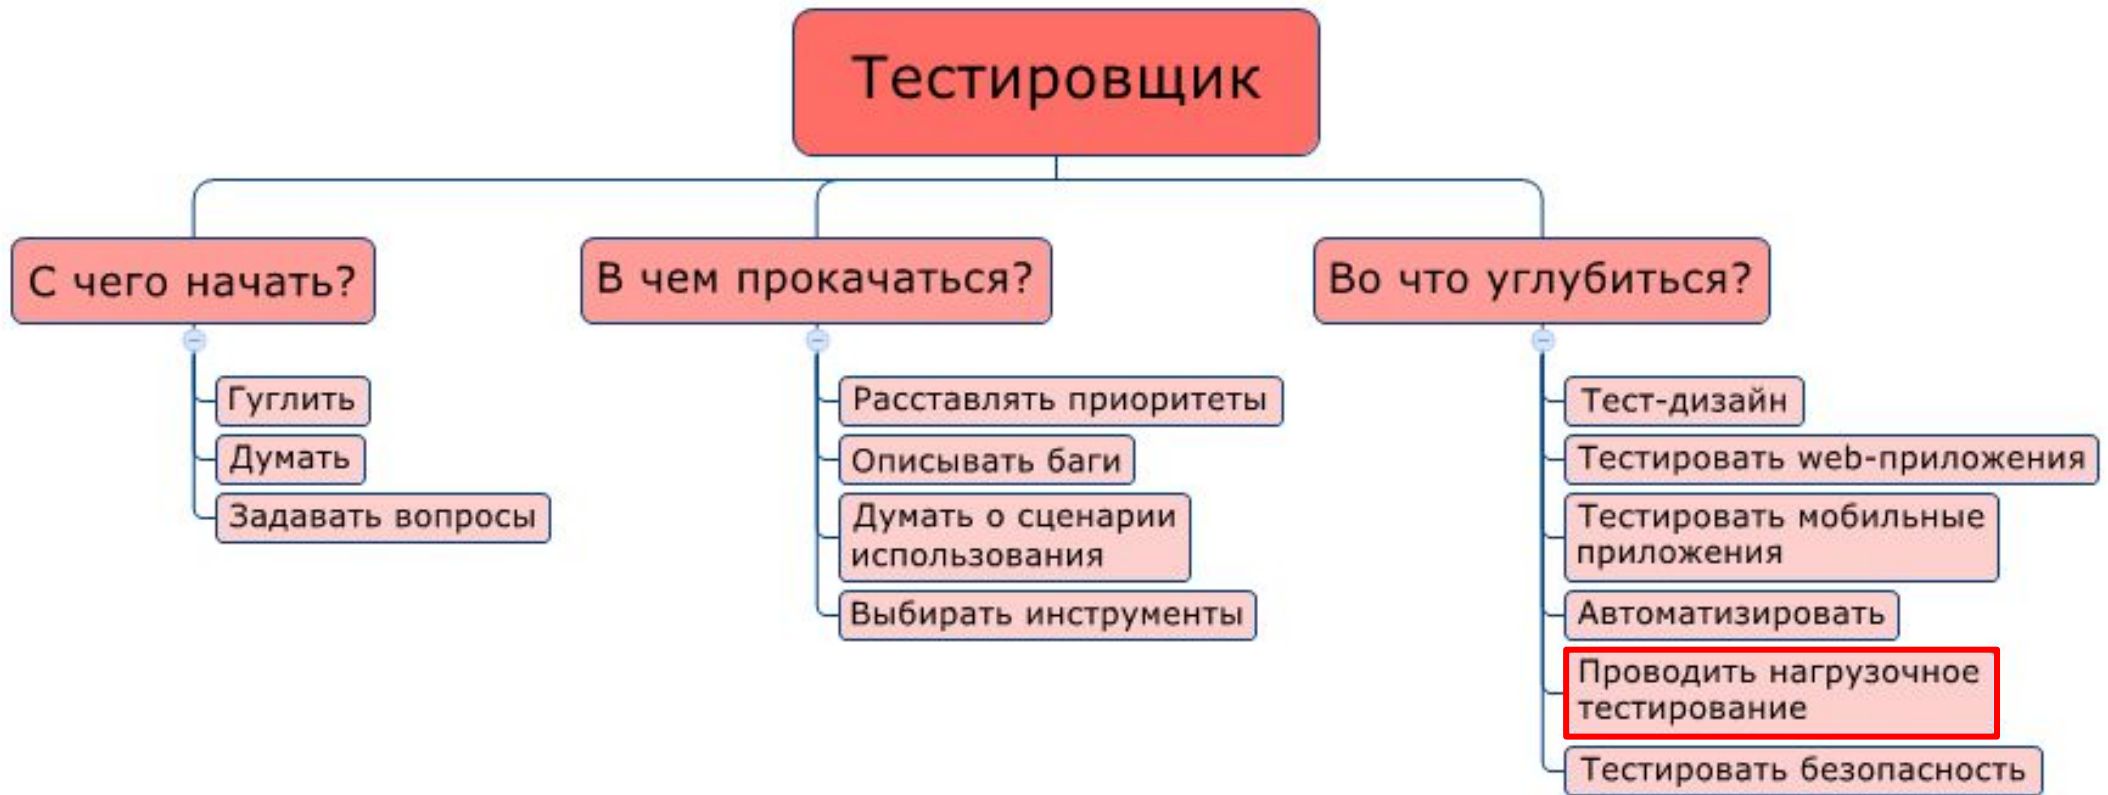 Тестировщик
С чего начать?
Гуглить
Думать
Задавать вопросы
В чем прокачаться?
Расставлять приоритеты
Описывать баги
Думать о сценарии
использования
Выбирать инструменты
Во что углубиться?
Тест-дизайн
Тестировать web-приложения
Тестировать мобильные
приложения
Автоматизировать
Проводить нагрузочное
тестирование
Тестировать безопасность